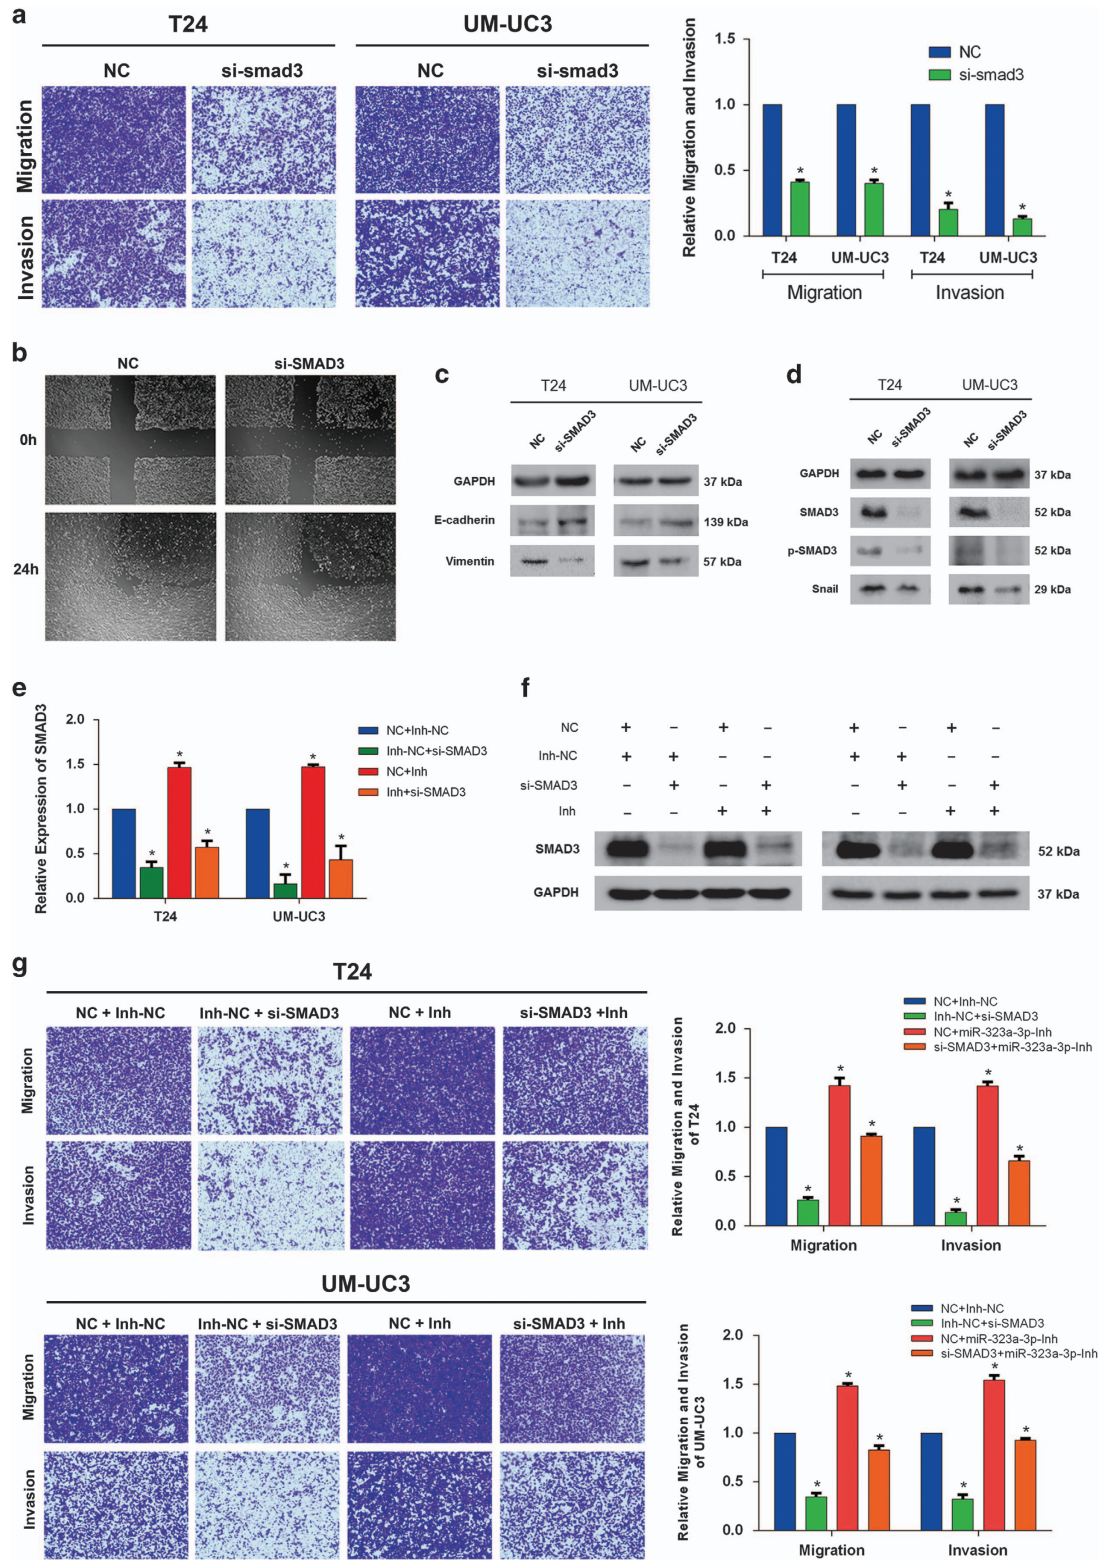 a
T24
UM-UC3
NC
si-smad3
NC
si-smad3
Migration
Invasion
Relative Migration and Invasion
1.5
1.0
0.5
0.0
NC
si-smad3
*
*
*
*
T24
UM-UC3
T24
UM-UC3
Migration
Invasion
b
NC
si-SMAD3
0h
24h
c
T24
UM-UC3
NC
si-SMAD3
NC
si-SMAD3
GAPDH
37 kDa
E-cadherin
139 kDa
Vimentin
57 kDa
d
T24
UM-UC3
NC
si-SMAD3
NC
si-SMAD3
GAPDH
37 kDa
SMAD3
52 kDa
p-SMAD3
52 kDa
Snail
29 kDa
e
Relative Expression of SMAD3
2.0
1.5
1.0
0.5
0.0
NC+Inh-NC
Inh-NC+si-SMAD3
NC+Inh
Inh+si-SMAD3
* * * * * *
T24
UM-UC3
f
NC + – + – + – + –
Inh-NC + + – – + + – –
si-SMAD3 – + – + – + – +
Inh – – + + – – + +
SMAD3
52 kDa
GAPDH
37 kDa
g
T24
NC + Inh-NC
Inh-NC + si-SMAD3
NC + Inh
si-SMAD3 +Inh
Migration
Invasion
Relative Migration and Invasion
of T24
2.0
1.5
1.0
0.5
0.0
NC+Inh-NC
Inh-NC+si-SMAD3
NC+miR-323a-3p-Inh
si-SMAD3+miR-323a-3p-Inh
* * * * * *
Migration
Invasion
UM-UC3
NC + Inh-NC
Inh-NC + si-SMAD3
NC + Inh
si-SMAD3 + Inh
Migration
Invasion
Relative Migration and Invasion
of UM-UC3
2.0
1.5
1.0
0.5
0.0
NC+Inh-NC
Inh-NC+si-SMAD3
NC+miR-323a-3p-Inh
si-SMAD3+miR-323a-3p-Inh
* * * * * *
Migration
Invasion